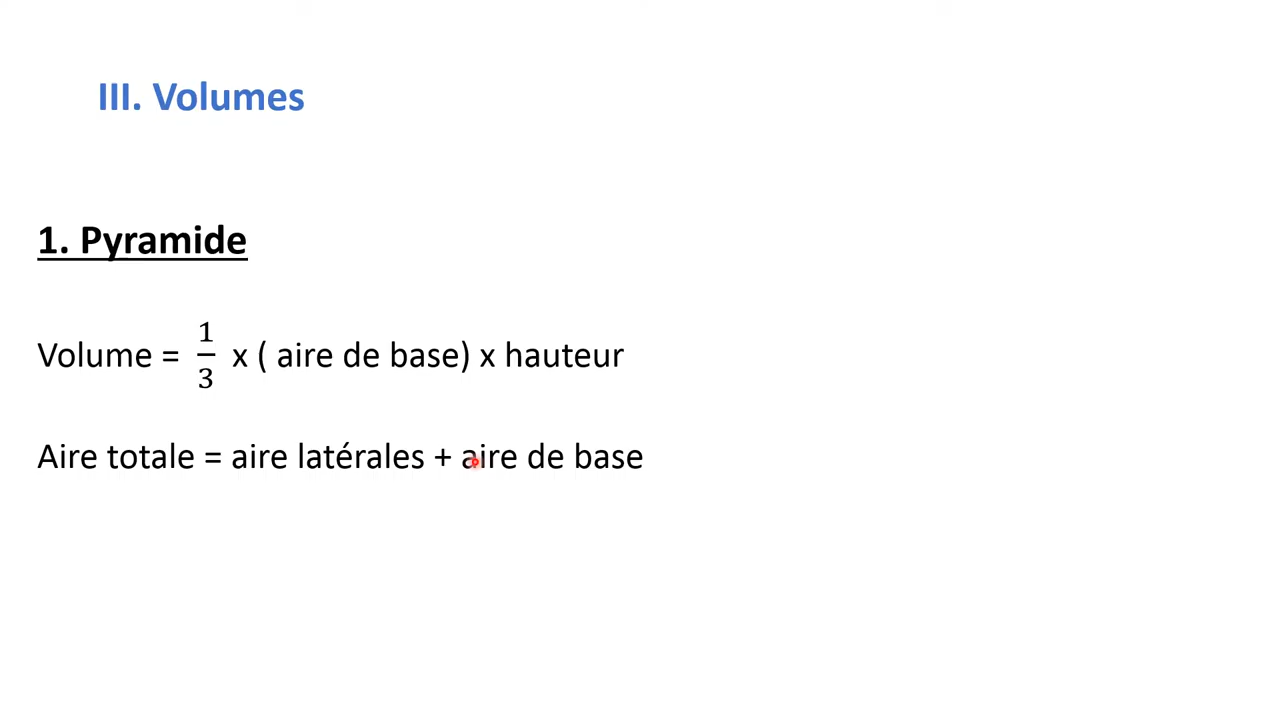 III. Volumes
1. Pyramide
Volume = 1/3 x ( aire de base) x hauteur
Aire totale = aire latérales + aire de base